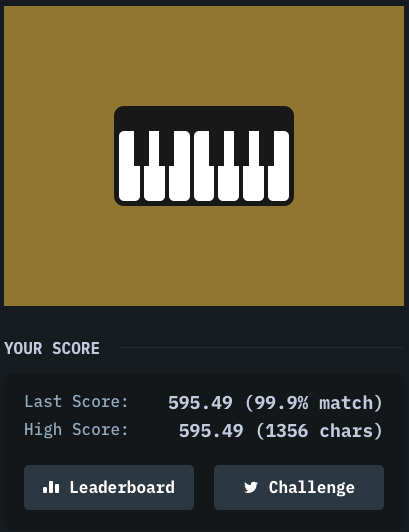 YOUR SCORE
Last Score: 595.49 (99.9% match)
High Score: 595.49 (1356 chars)
Leaderboard Challenge